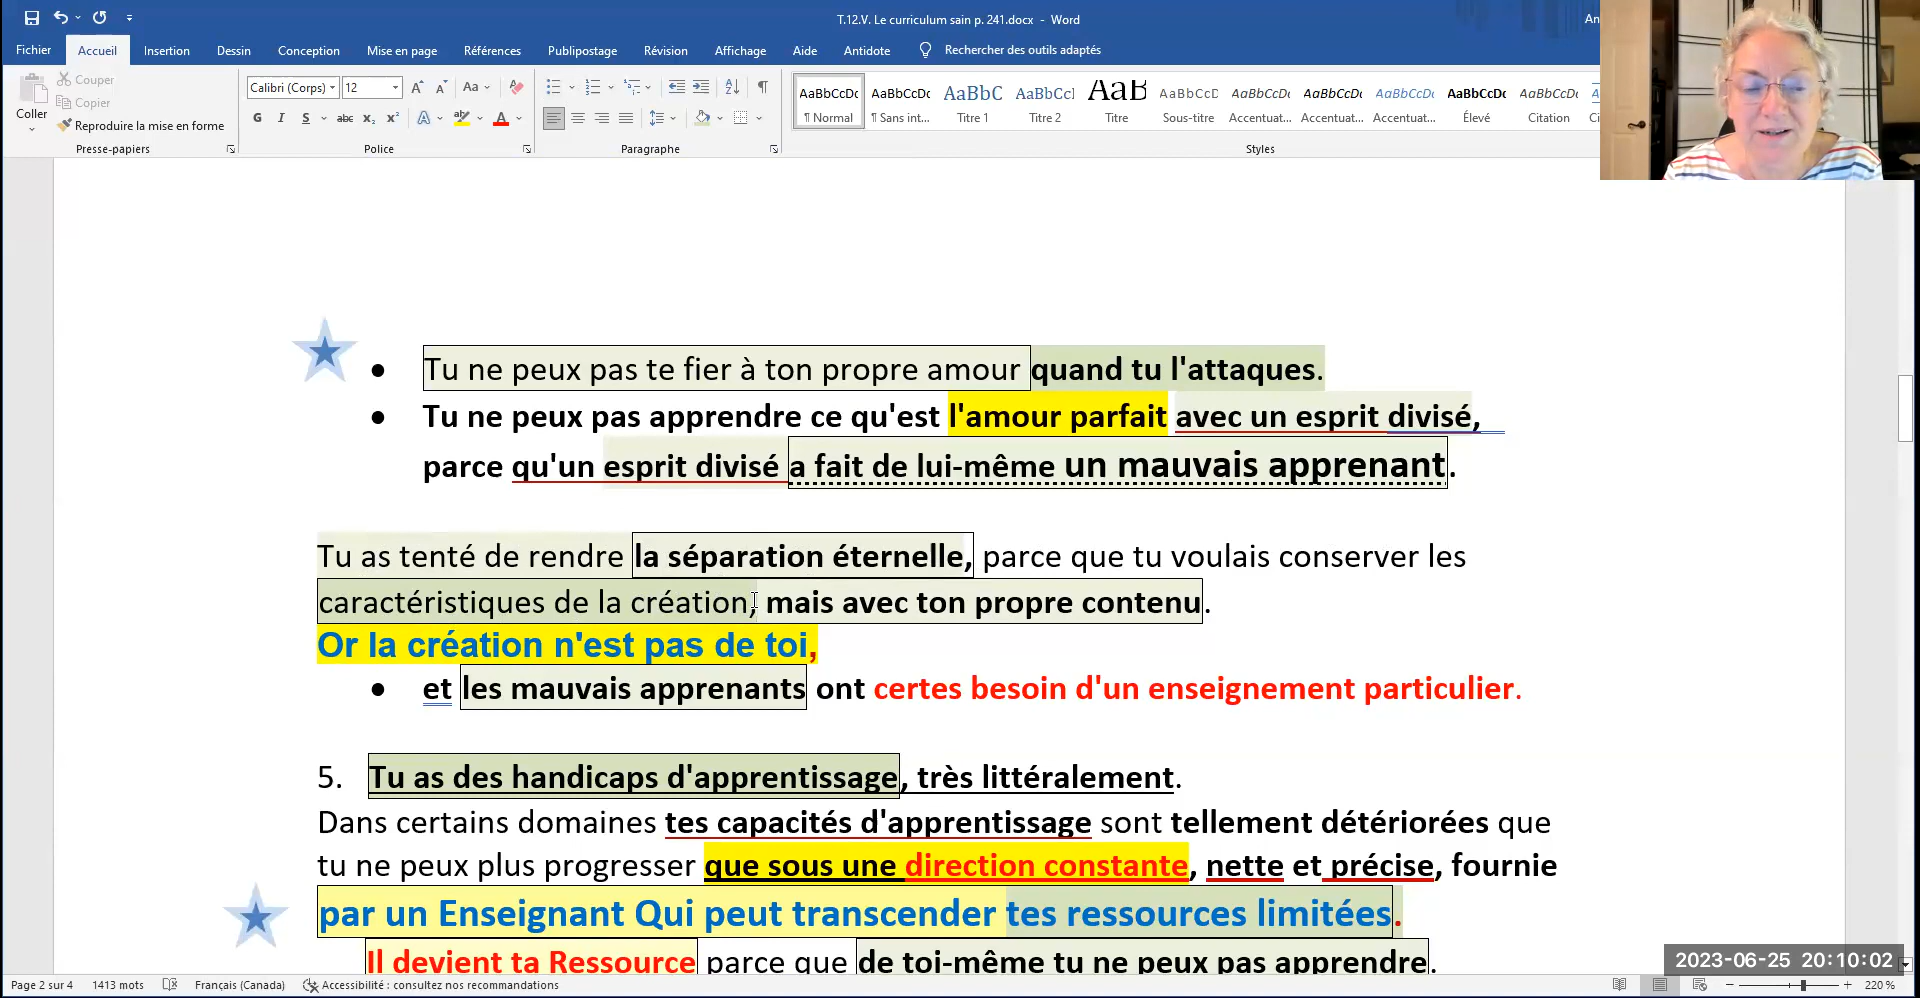 T.12.V. Le curriculum sain p. 241.docx - Word
Fichier Accueil Insertion Dessin Conception Mise en page Références Publipostage Révision Affichage Aide Antidote Rechercher des outils adaptés
Couper
Copier
Coller
Reproduire la mise en forme
Calibri (Corps) 12 Aa
G I S abc x₂ x² A A
AaBbCcDc AaBbCcDc AaBbC AaBbCcI AaB AaBbCcD AaBbCcDc AaBbCcDc AaBbCcDc AaBbCcDc AaBbCcDc
¶ Normal ¶ Sans int... Titre 1 Titre 2 Titre Sous-titre Accentuat... Accentuat... Accentuat... Élevé Citation
Presse-papiers Police Paragraphe Styles
• Tu ne peux pas te fier à ton propre amour quand tu l'attaques.
• Tu ne peux pas apprendre ce qu'est l'amour parfait avec un esprit divisé,
parce qu'un esprit divisé a fait de lui-même un mauvais apprenant.
Tu as tenté de rendre la séparation éternelle, parce que tu voulais conserver les
caractéristiques de la création, mais avec ton propre contenu.
Or la création n'est pas de toi,
• et les mauvais apprenants ont certes besoin d'un enseignement particulier.
5. Tu as des handicaps d'apprentissage, très littéralement.
Dans certains domaines tes capacités d'apprentissage sont tellement détériorées que
tu ne peux plus progresser que sous une direction constante, nette et précise, fournie
par un Enseignant Qui peut transcender tes ressources limitées.
Il devient ta Ressource parce que de toi-même tu ne peux pas apprendre.
2023-06-25 20:10:02
Page 2 sur 4 1413 mots Français (Canada) Accessibilité : consultez nos recommandations 220 %